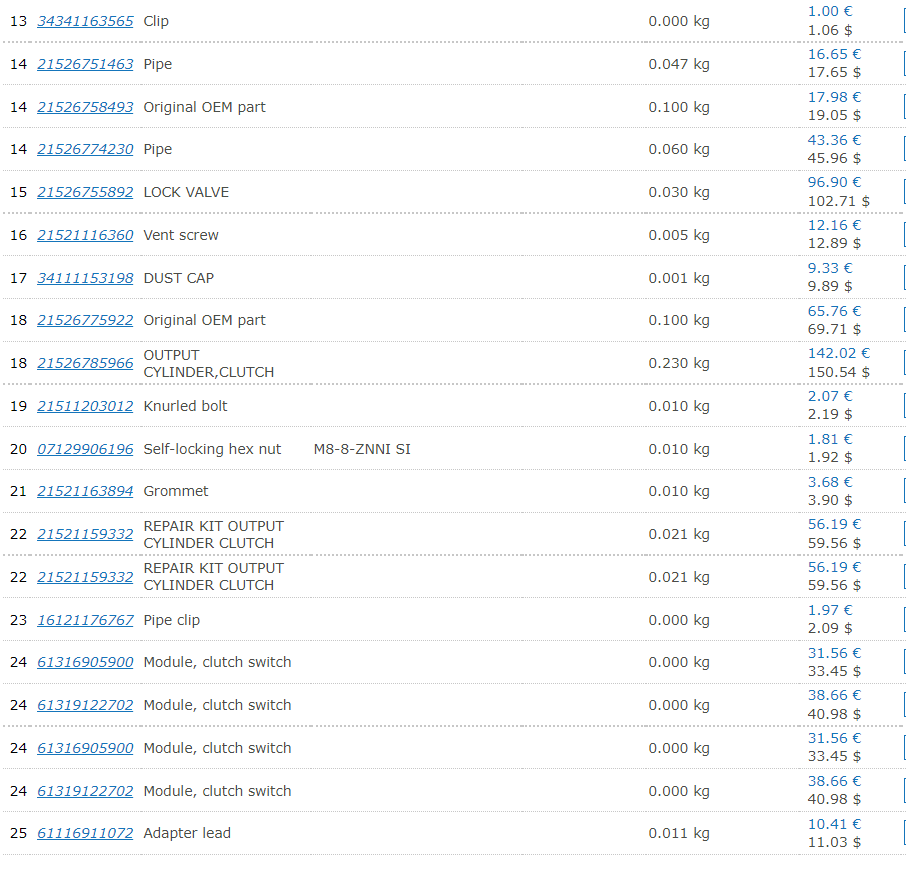 13 34341163565 Clip 0.000 kg 1.00 €
1.06 $
14 21526751463 Pipe 0.047 kg 16.65 €
17.65 $
14 21526758493 Original OEM part 0.100 kg 17.98 €
19.05 $
14 21526774230 Pipe 0.060 kg 43.36 €
45.96 $
15 21526755892 LOCK VALVE 0.030 kg 96.90 €
102.71 $
16 21521116360 Vent screw 0.005 kg 12.16 €
12.89 $
17 34111153198 DUST CAP 0.001 kg 9.33 €
9.89 $
18 21526775922 Original OEM part 0.100 kg 65.76 €
69.71 $
18 21526785966 OUTPUT
CYLINDER,CLUTCH 0.230 kg 142.02 €
150.54 $
19 21511203012 Knurled bolt 0.010 kg 2.07 €
2.19 $
20 07129906196 Self-locking hex nut M8-8-ZNNI SI 0.010 kg 1.81 €
1.92 $
21 21521163894 Grommet 0.010 kg 3.68 €
3.90 $
22 21521159332 REPAIR KIT OUTPUT
CYLINDER CLUTCH 0.021 kg 56.19 €
59.56 $
22 21521159332 REPAIR KIT OUTPUT
CYLINDER CLUTCH 0.021 kg 56.19 €
59.56 $
23 16121176767 Pipe clip 0.000 kg 1.97 €
2.09 $
24 61316905900 Module, clutch switch 0.000 kg 31.56 €
33.45 $
24 61319122702 Module, clutch switch 0.000 kg 38.66 €
40.98 $
24 61316905900 Module, clutch switch 0.000 kg 31.56 €
33.45 $
24 61319122702 Module, clutch switch 0.000 kg 38.66 €
40.98 $
25 61116911072 Adapter lead 0.011 kg 10.41 €
11.03 $